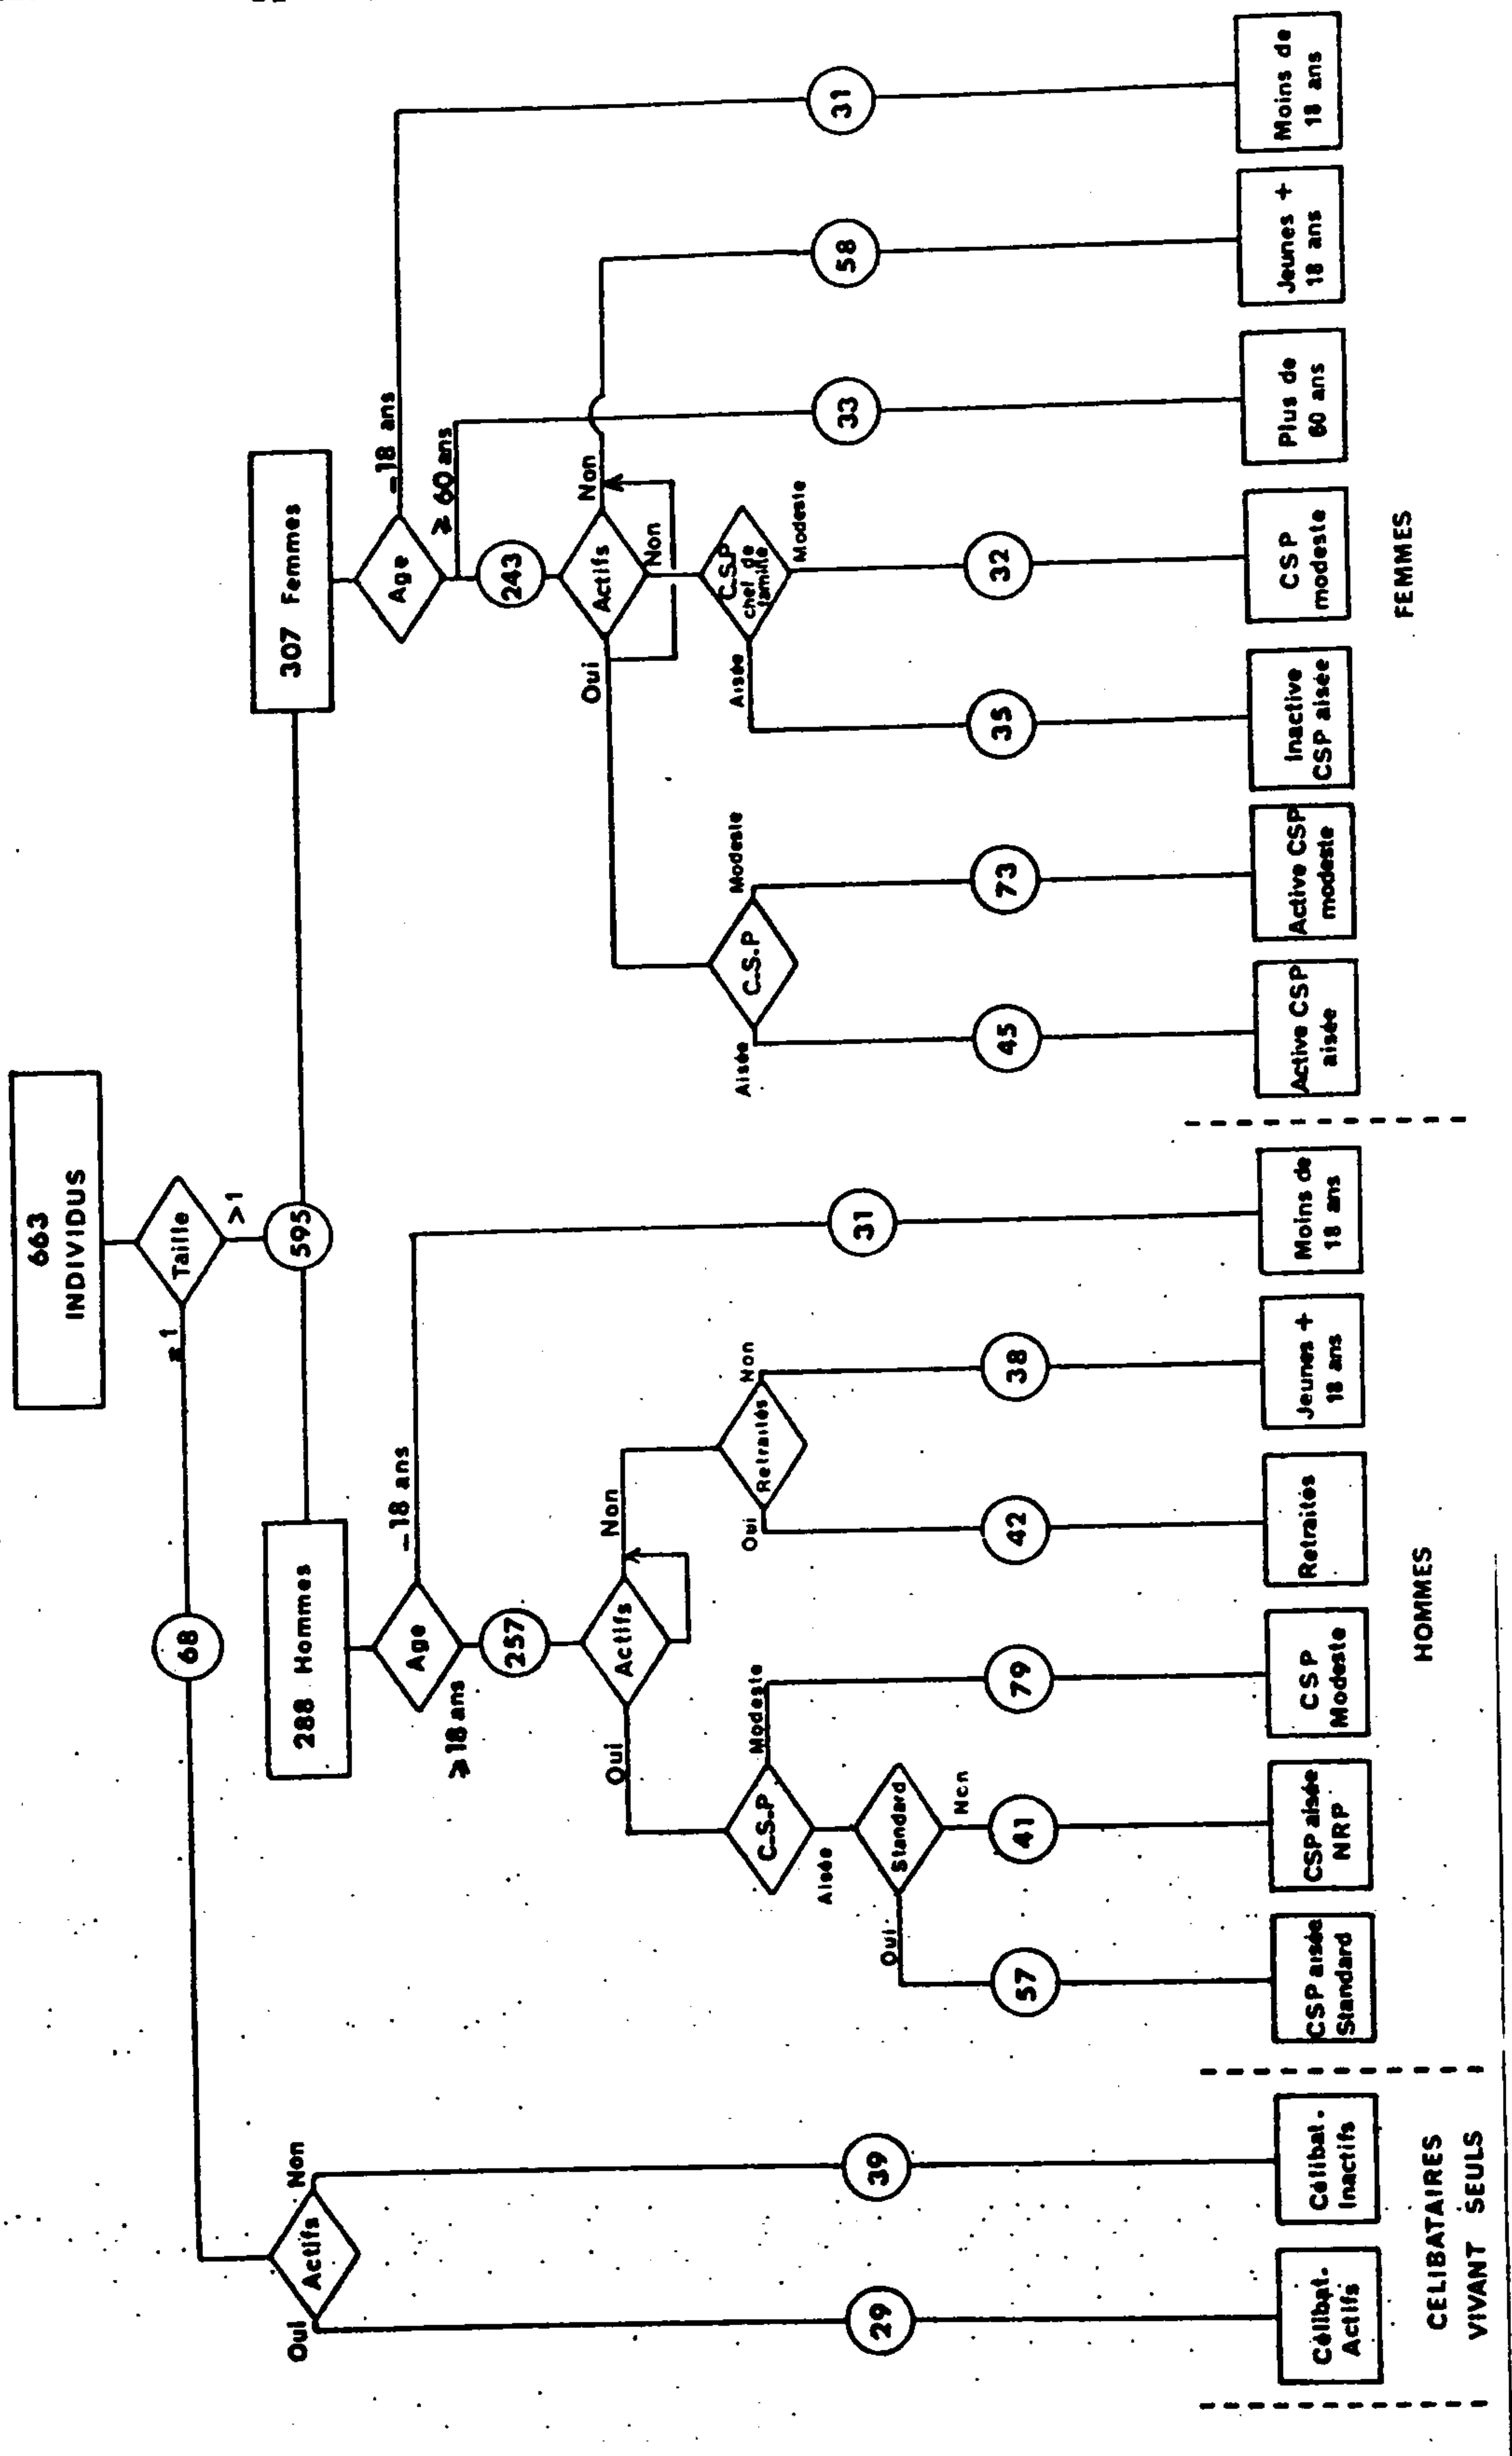 663
INDIVIDUS
Taille
= 1
>1
68
595
288 Hommes
307 Femmes
Actifs
Oui
Non
Age
_18 ans
⩾18 ans
257
Age
_18 ans
⩾ 60 ans
243
Actifs
Oui
Non
Actifs
Oui
Non
Non
C.S.P
Modeste
Aisée
Retraités
Oui
Non
C.S.P
Aisée
Modeste
C.S.P
chef de
famille
Aisée
Modeste
Standard
Oui
Non
29
39
57
41
79
42
38
31
45
73
35
32
33
58
31
Célibat.
Actifs
Célibat.
Inactifs
CSP aisée
Standard
CSP aisée
NRP
CSP
Modeste
Retraités
Jeunes +
18 ans
Moins de
18 ans
Active CSP
aisée
Active CSP
modeste
Inactive
CSP aisée
CSP
modeste
Plus de
60 ans
Jeunes +
18 ans
Moins de
18 ans
CELIBATAIRES
VIVANT SEULS
HOMMES
FEMMES